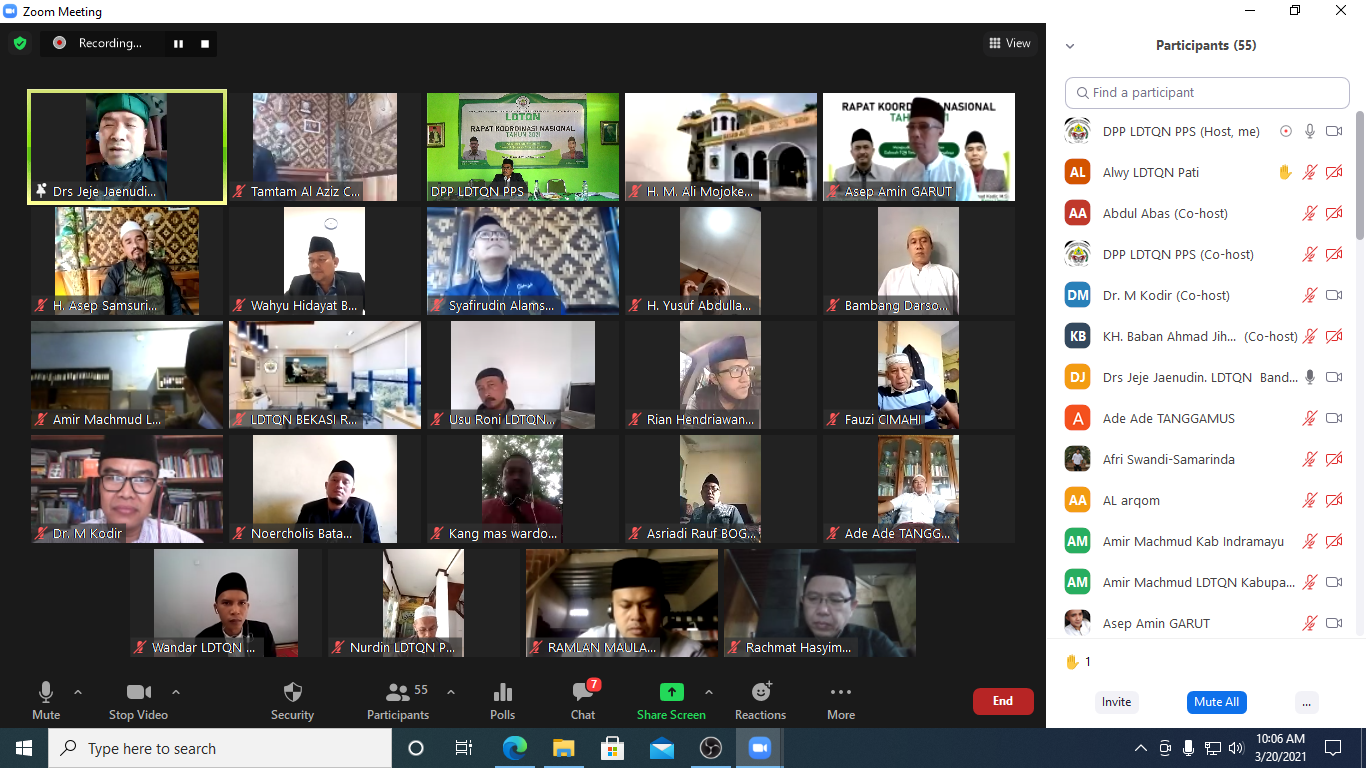 Zoom Meeting
Recording...
View
Participants (55)
Find a participant
Drs Jeje Jaenudi...
Tamtam Al Aziz C...
LDTQN
RAPAT KOORDINASI NASIONAL
TAHUN 2021
DPP LDTQN PPS
H. M. Ali Mojoke...
RAPAT KOORDINASI NASIONAL
Asep Amin GARUT
H. Asep Samsuri...
Wahyu Hidayat B...
Syafirudin Alams...
H. Yusuf Abdulla...
Bambang Darso...
Amir Machmud L...
LDTQN BEKASI R...
Usu Roni LDTQN...
Rian Hendriawan...
Fauzi CIMAHI
Dr. M Kodir
Noercholis Bata...
Kang mas wardo...
Asriadi Rauf BOG...
Ade Ade TANGG...
Wandar LDTQN ...
Nurdin LDTQN P...
RAMLAN MAULA...
Rachmat Hasyim...
DPP LDTQN PPS (Host, me)
AL Alwy LDTQN Pati
AA Abdul Abas (Co-host)
DPP LDTQN PPS (Co-host)
DM Dr. M Kodir (Co-host)
KB KH. Baban Ahmad Jih... (Co-host)
DJ Drs Jeje Jaenudin. LDTQN Band...
A Ade Ade TANGGAMUS
Afri Swandi-Samarinda
AA AL arqom
AM Amir Machmud Kab Indramayu
AM Amir Machmud LDTQN Kabupa...
Asep Amin GARUT
1
Invite
Mute All
...
Mute
Stop Video
Security
55
Participants
Polls
7
Chat
Share Screen
Reactions
More
End
Type here to search
10:06 AM
3/20/2021